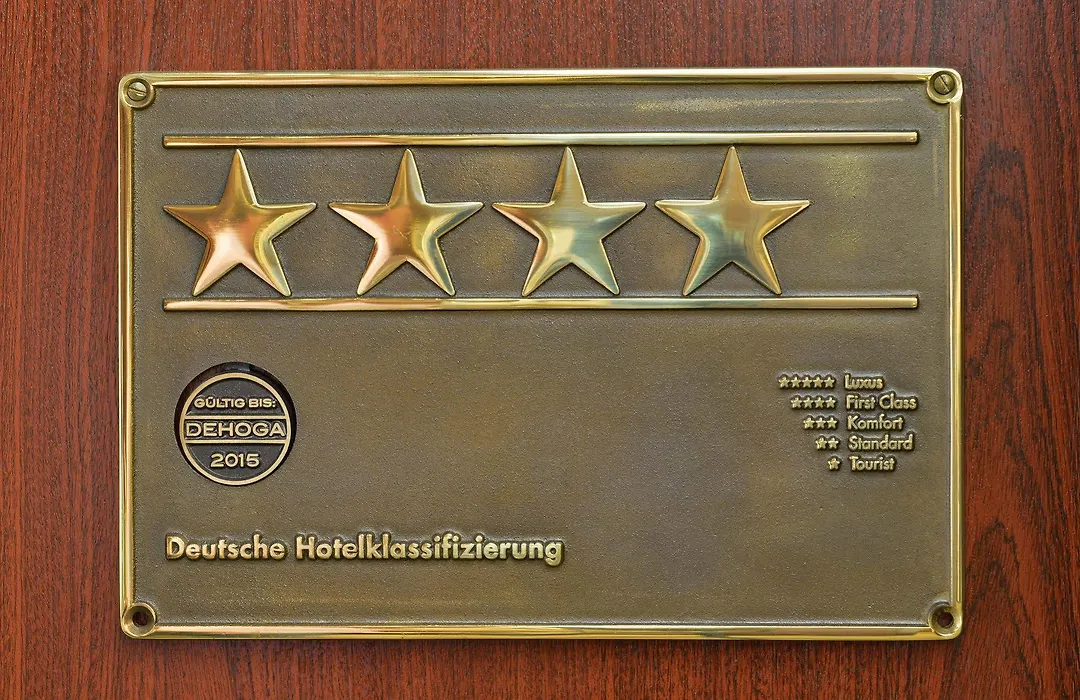 GÜLTIG BIS:
DEHOGA
2015
★★★★★ Luxus
★★★★ First Class
★★★ Komfort
★★ Standard
★ Tourist
Deutsche Hotelklassifizierung